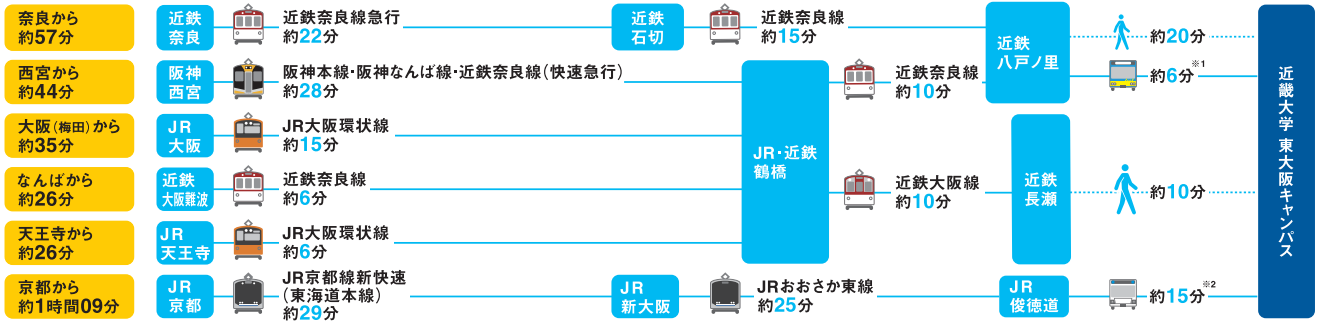 奈良から
約57分
近鉄
奈良
近鉄奈良線急行
約22分
近鉄
石切
近鉄奈良線
約15分
近鉄
八戸ノ里
約20分
約6分※1
西宮から
約44分
阪神
西宮
阪神本線・阪神なんば線・近鉄奈良線(快速急行)
約28分
近鉄奈良線
約10分
大阪(梅田)から
約35分
JR
大阪
JR大阪環状線
約15分
JR・近鉄
鶴橋
なんばから
約26分
近鉄
大阪難波
近鉄奈良線
約6分
近鉄大阪線
約10分
近鉄
長瀬
約10分
天王寺から
約26分
JR
天王寺
JR大阪環状線
約6分
京都から
約1時間09分
JR
京都
JR京都線新快速
(東海道本線)
約29分
JR
新大阪
JRおおさか東線
約25分
JR
俊徳道
約15分※2
近畿大学 東大阪キャンパス